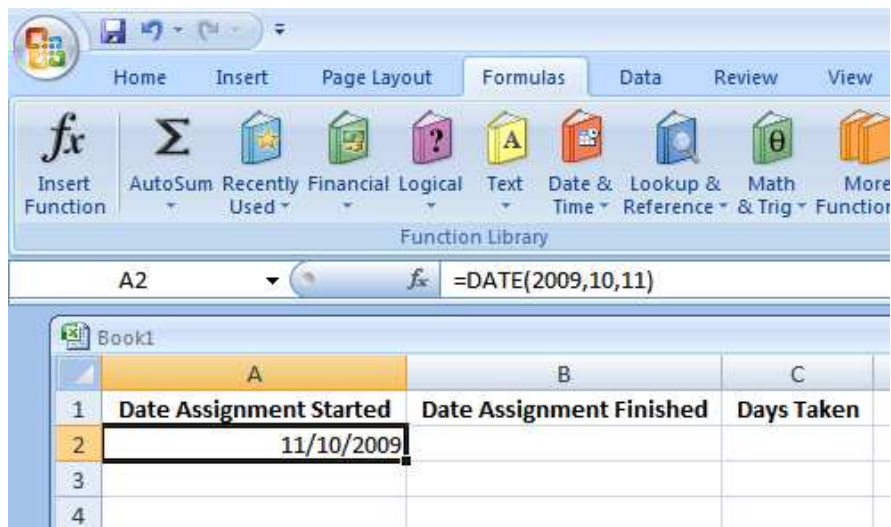 Home Insert Page Layout Formulas Data Review View
fx Σ ? A θ
Insert AutoSum Recently Financial Logical Text Date & Lookup & Math More
Function Used Time Reference & Trig Function
Function Library
A2 fx =DATE(2009,10,11)
Book1
A B C
1 Date Assignment Started Date Assignment Finished Days Taken
2 11/10/2009
3
4